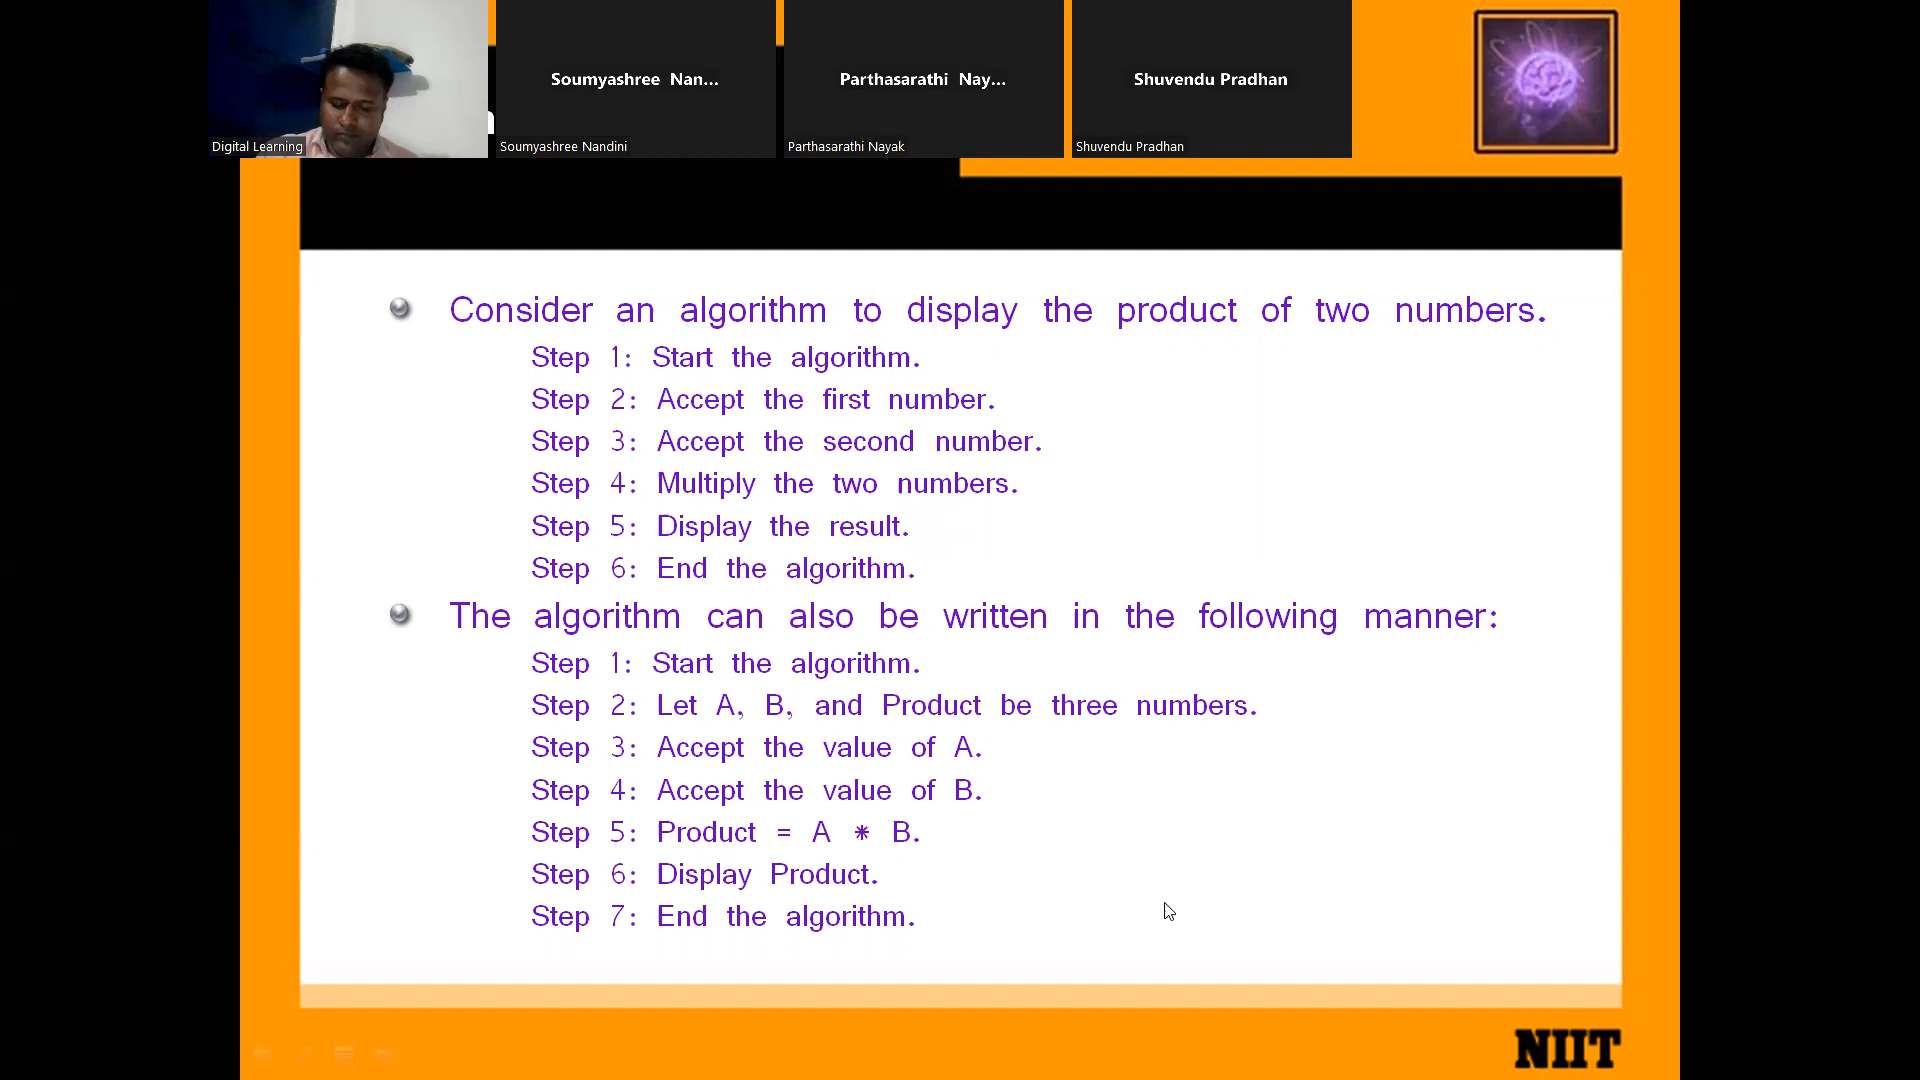 Soumyashree Nan...
Parthasarathi Nay...
Shuvendu Pradhan
Digital Learning
Soumyashree Nandini
Parthasarathi Nayak
Shuvendu Pradhan
Consider an algorithm to display the product of two numbers.
Step 1: Start the algorithm.
Step 2: Accept the first number.
Step 3: Accept the second number.
Step 4: Multiply the two numbers.
Step 5: Display the result.
Step 6: End the algorithm.
The algorithm can also be written in the following manner:
Step 1: Start the algorithm.
Step 2: Let A, B, and Product be three numbers.
Step 3: Accept the value of A.
Step 4: Accept the value of B.
Step 5: Product = A * B.
Step 6: Display Product.
Step 7: End the algorithm.
NIIT